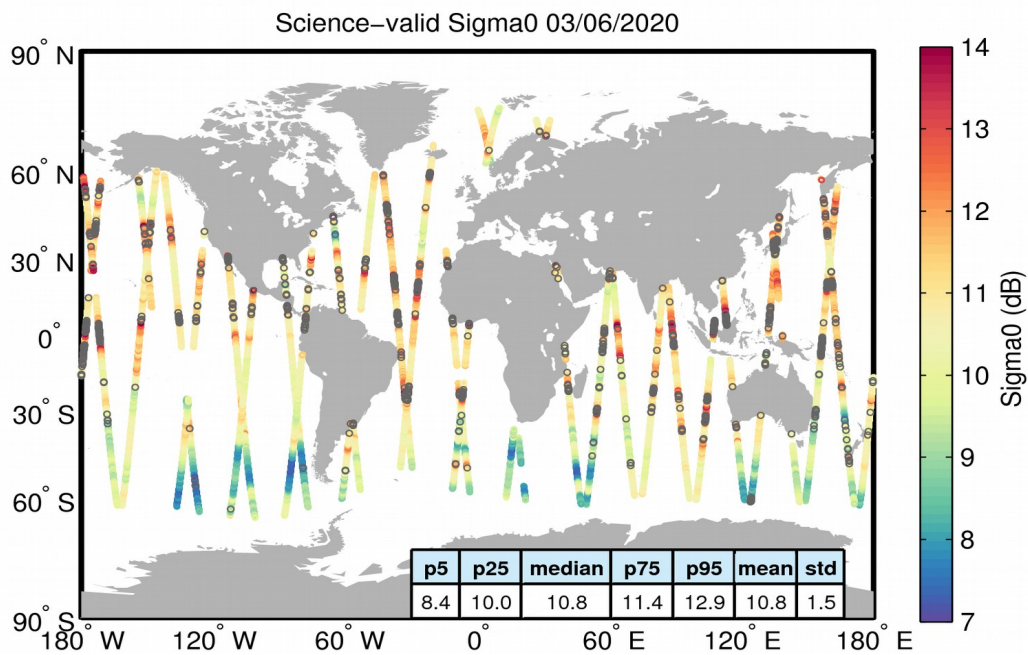 Science−valid Sigma0 03/06/2020
90° N
60° N
30° N
0°
30° S
60° S
90° S
180° W
120° W
60° W
0°
60° E
120° E
180° E
p5 p25 median p75 p95 mean std
8.4 10.0 10.8 11.4 12.9 10.8 1.5
14
13
12
11
10
9
8
7
Sigma0 (dB)